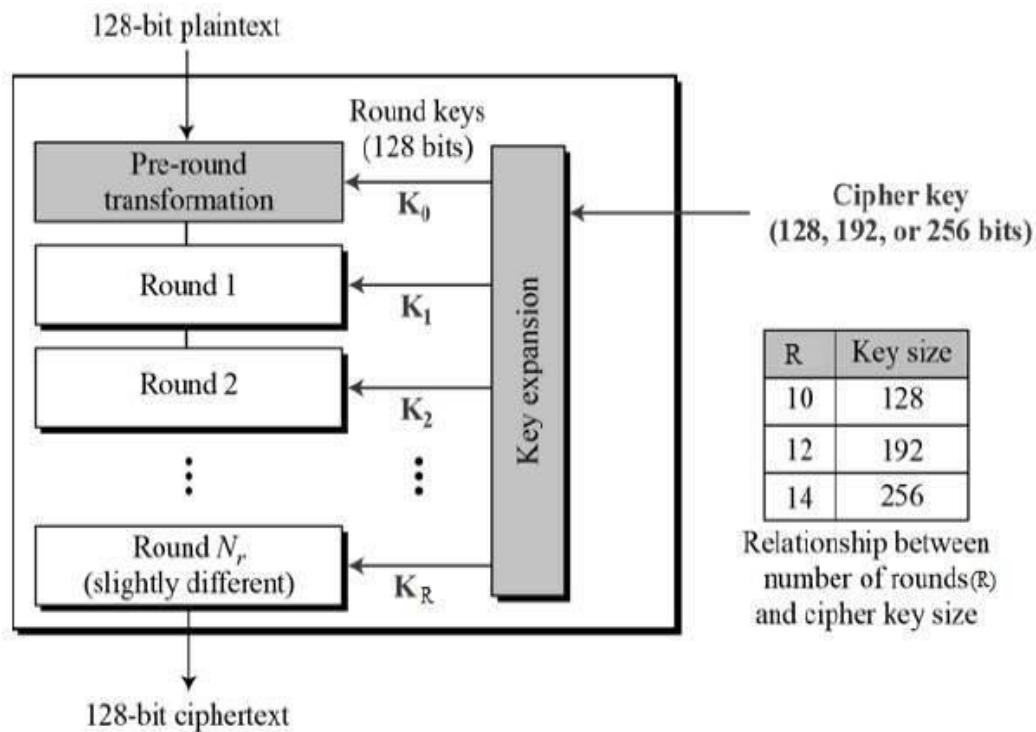 128-bit plaintext
Round keys
(128 bits)
Pre-round
transformation
K₀
Cipher key
(128, 192, or 256 bits)
Round 1
K₁
Key expansion
Round 2
K₂
R Key size
10 128
12 192
14 256
Relationship between
number of rounds(R)
and cipher key size
Round Nᵣ
(slightly different)
K R
128-bit ciphertext